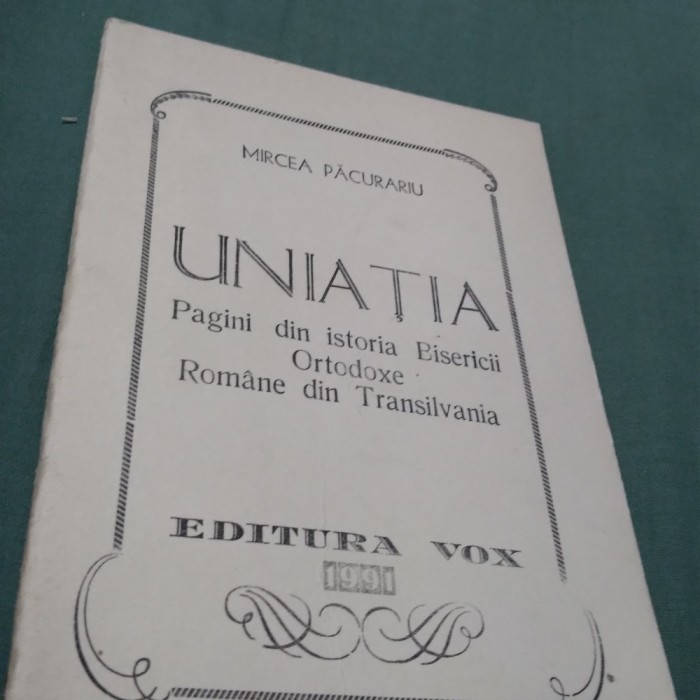 MIRCEA PĂCURARIU
UNIAȚIA
Pagini din istoria Bisericii
Ortodoxe
Române din Transilvania
EDITURA VOX
1991